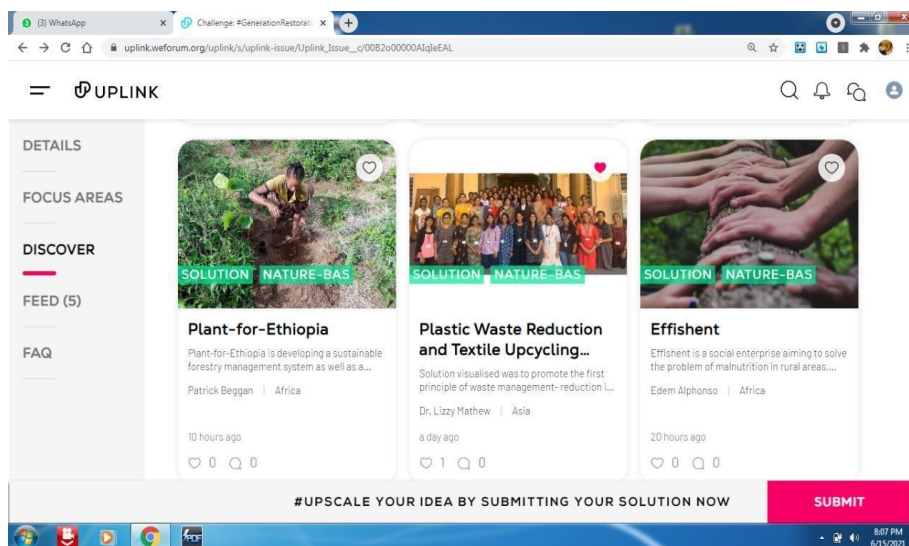 (3) WhatsApp
Challenge: #GenerationRestorati
uplink.weforum.org/uplink/s/uplink-issue/Uplink_Issue__c/00B2o00000AIqIeEAL
UPLINK
DETAILS
FOCUS AREAS
DISCOVER
FEED (5)
FAQ
SOLUTION NATURE-BAS
Plant-for-Ethiopia
Plant-for-Ethiopia is developing a sustainable
forestry management system as well as a...
Patrick Beggan | Africa
10 hours ago
0 0
SOLUTION NATURE-BAS
Plastic Waste Reduction
and Textile Upcycling...
Solution visualised was to promote the first
principle of waste management- reduction i...
Dr. Lizzy Mathew | Asia
a day ago
1 0
SOLUTION NATURE-BAS
Effishent
Effishent is a social enterprise aiming to solve
the problem of malnutrition in rural areas....
Edem Alphonso | Africa
20 hours ago
0 0
#UPSCALE YOUR IDEA BY SUBMITTING YOUR SOLUTION NOW
SUBMIT
PDF
8:07 PM
6/15/2021